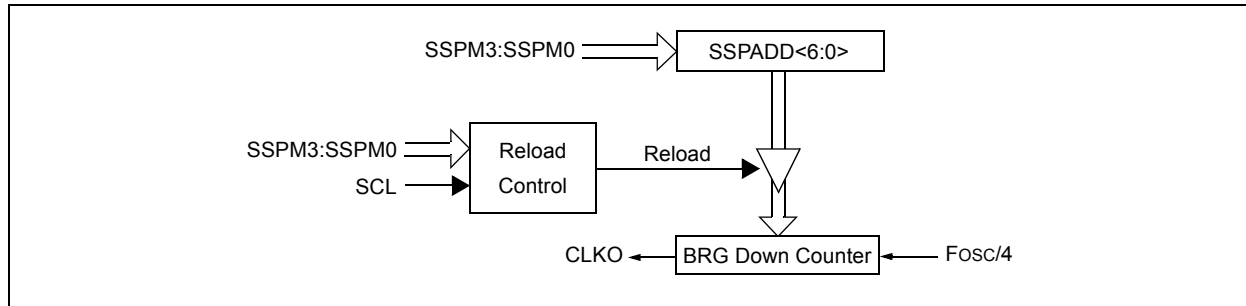 SSPM3:SSPM0
SSPADD<6:0>
SSPM3:SSPM0
SCL
Reload
Control
Reload
CLKO
BRG Down Counter
FOSC/4